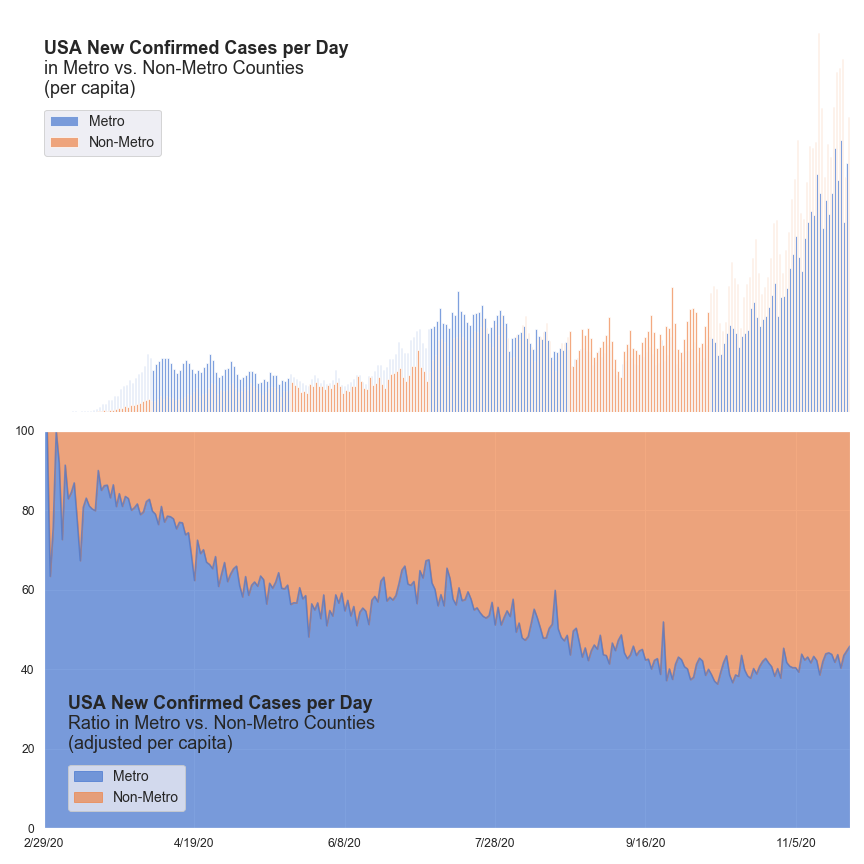 USA New Confirmed Cases per Day
in Metro vs. Non-Metro Counties
(per capita)
Metro
Non-Metro
100
80
60
40
20
0
USA New Confirmed Cases per Day
Ratio in Metro vs. Non-Metro Counties
(adjusted per capita)
Metro
Non-Metro
2/29/20 4/19/20 6/8/20 7/28/20 9/16/20 11/5/20